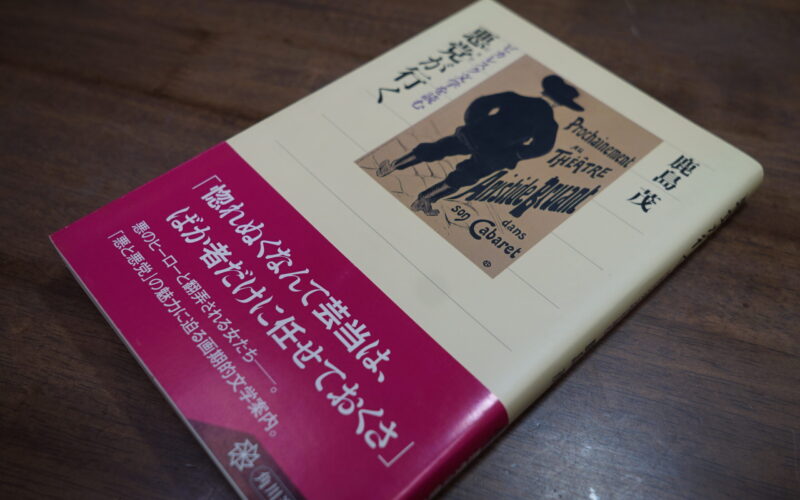 悪党が行く
ピカレスク文学を読む
鹿島 茂
Prochainement
AU
THÉÂTRE
Aristide Bruant
dans
son Cabaret
「惚れぬくなんて芸当は、
ばか者だけに任せておくさ」
悪のヒーローと翻弄される女たち――。
「悪と悪党」の魅力に迫る画期的文学案内。
角川